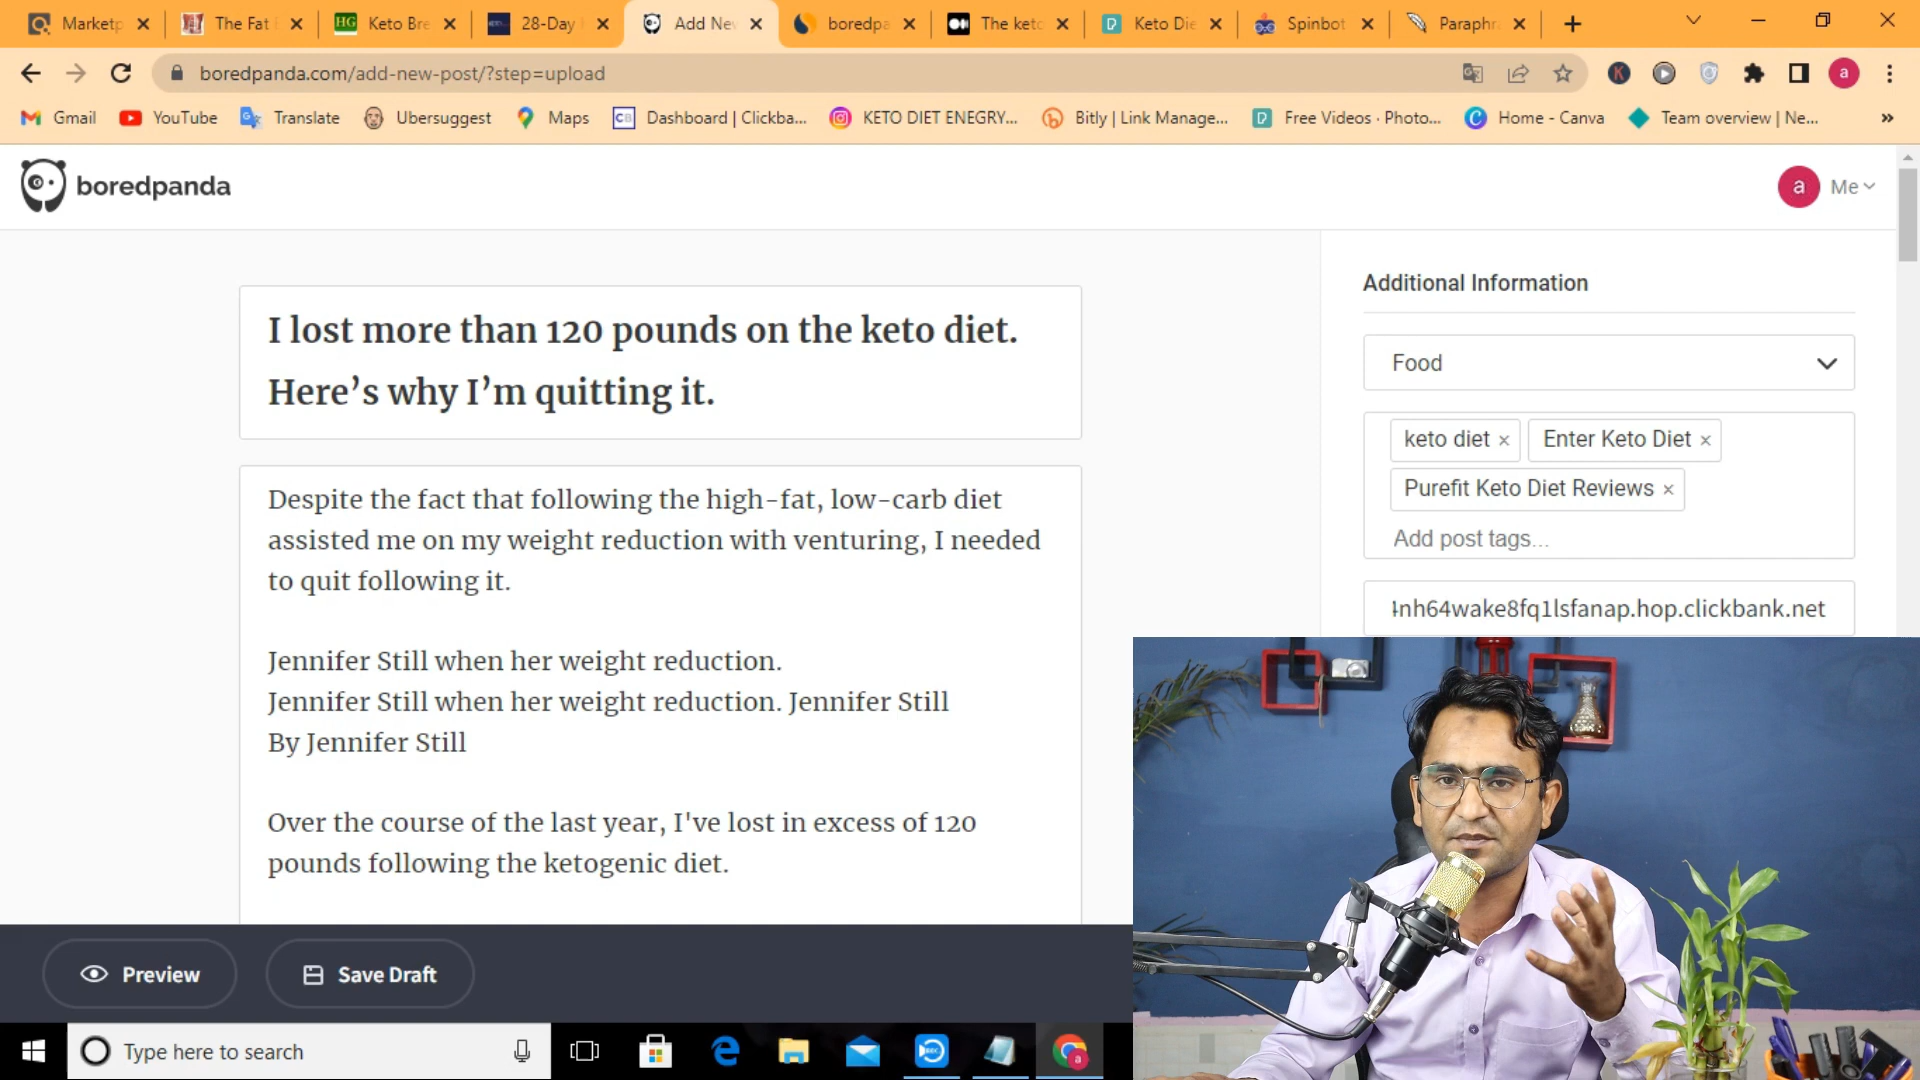 Marketp
The Fat
Keto Bre
28-Day
Add Nev
boredpa
The keto
Keto Die
Spinbot
Paraphr
boredpanda.com/add-new-post/?step=upload
a
Gmail
YouTube
Translate
Ubersuggest
Maps
CB Dashboard | Clickba...
KETO DIET ENEGRY...
Bitly | Link Manage...
Free Videos · Photo...
Home - Canva
Team overview | Ne...
»
boredpanda
a Me
I lost more than 120 pounds on the keto diet.
Here’s why I’m quitting it.
Despite the fact that following the high-fat, low-carb diet
assisted me on my weight reduction with venturing, I needed
to quit following it.
Jennifer Still when her weight reduction.
Jennifer Still when her weight reduction. Jennifer Still
By Jennifer Still
Over the course of the last year, I've lost in excess of 120
pounds following the ketogenic diet.
Additional Information
Food
keto diet × Enter Keto Diet ×
Purefit Keto Diet Reviews ×
Add post tags...
nh64wake8fq1lsfanap.hop.clickbank.net
Preview
Save Draft
Type here to search